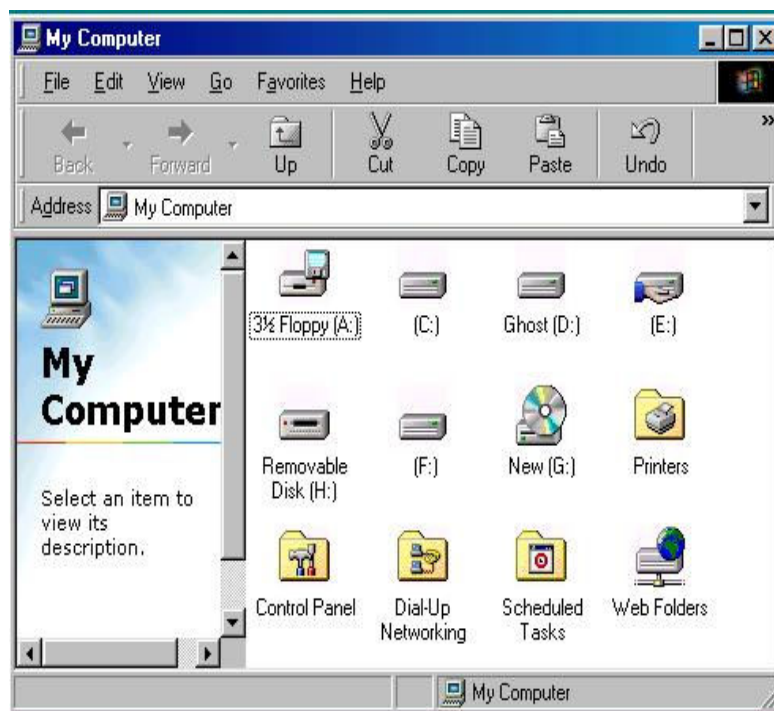 My Computer
File Edit View Go Favorites Help
Back Forward Up Cut Copy Paste Undo »
Address My Computer
My
Computer
Select an item to
view its
description.
3½ Floppy (A:) (C:) Ghost (D:) (E:)
Removable
Disk (H:)
(F:) New (G:) Printers
Control Panel
Dial-Up
Networking
Scheduled
Tasks
Web Folders
My Computer